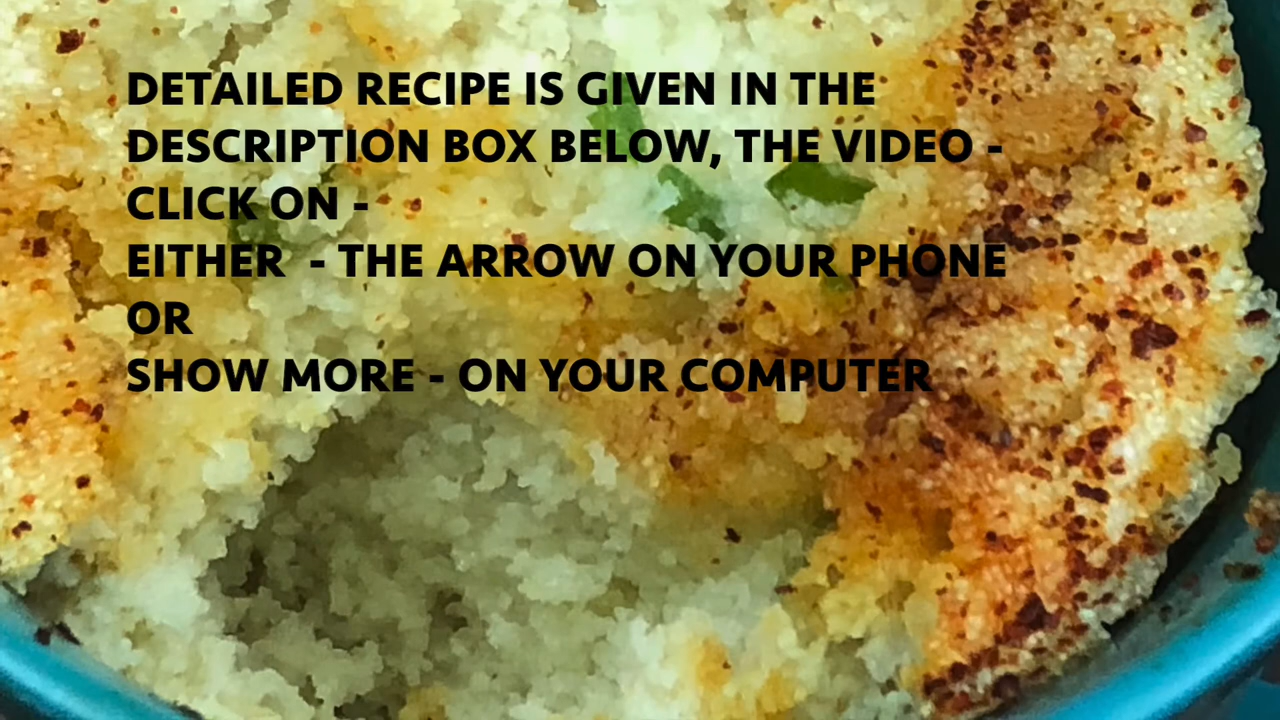 DETAILED RECIPE IS GIVEN IN THE
DESCRIPTION BOX BELOW, THE VIDEO -
CLICK ON -
EITHER  - THE ARROW ON YOUR PHONE
OR
SHOW MORE - ON YOUR COMPUTER